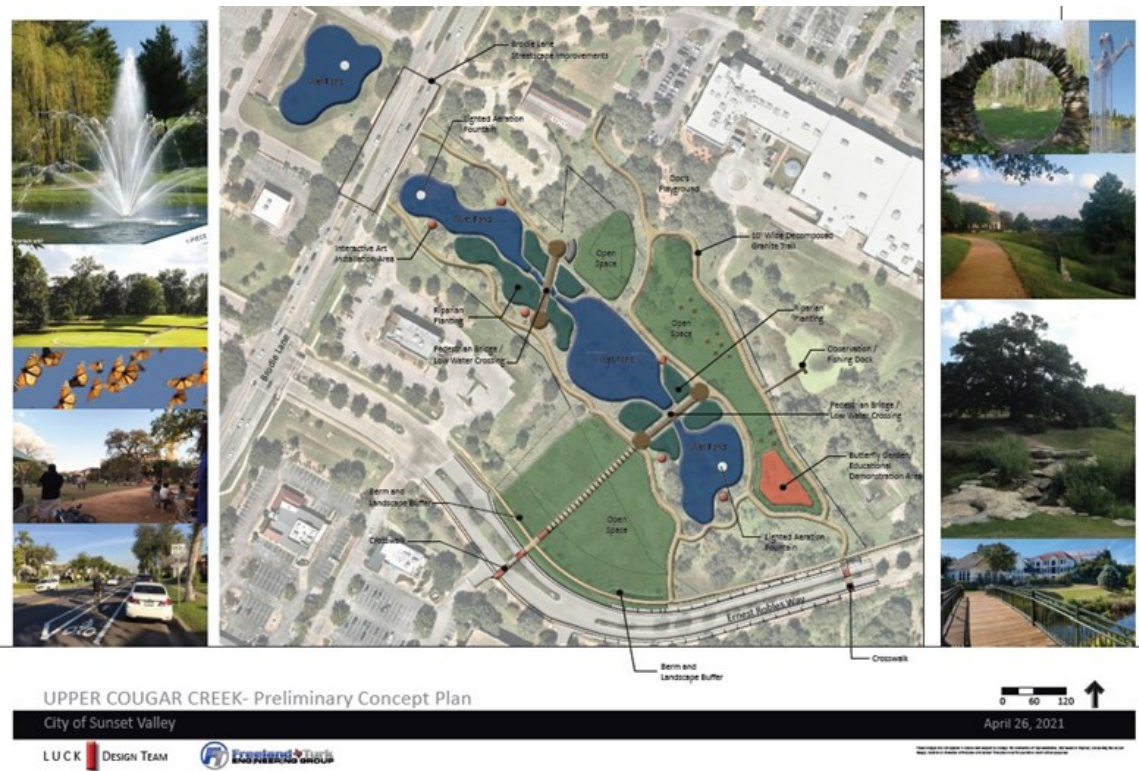 Brodie Lane
Streetscape Improvements
Wet Pond
Lighted Aeration
Fountain
Doc's
Playground
Wet Pond
10' Wide Decomposed
Granite Trail
Interactive Art
Installation Area
Open
Space
Riparian
Planting
Riparian
Planting
Open
Space
Pedestrian Bridge /
Low Water Crossing
Wet Pond
Observation /
Fishing Dock
Brodie Lane
Pedestrian Bridge /
Low Water Crossing
Wet Pond
Butterfly Garden/
Educational
Demonstration Area
Berm and
Landscape Buffer
Open
Space
Crosswalk
Lighted Aeration
Fountain
Ernest Robles Way
Crosswalk
Berm and
Landscape Buffer
UPPER COUGAR CREEK- Preliminary Concept Plan
0 60 120
City of Sunset Valley
April 26, 2021
LUCK DESIGN TEAM
Freeland Turk
ENGINEERING GROUP